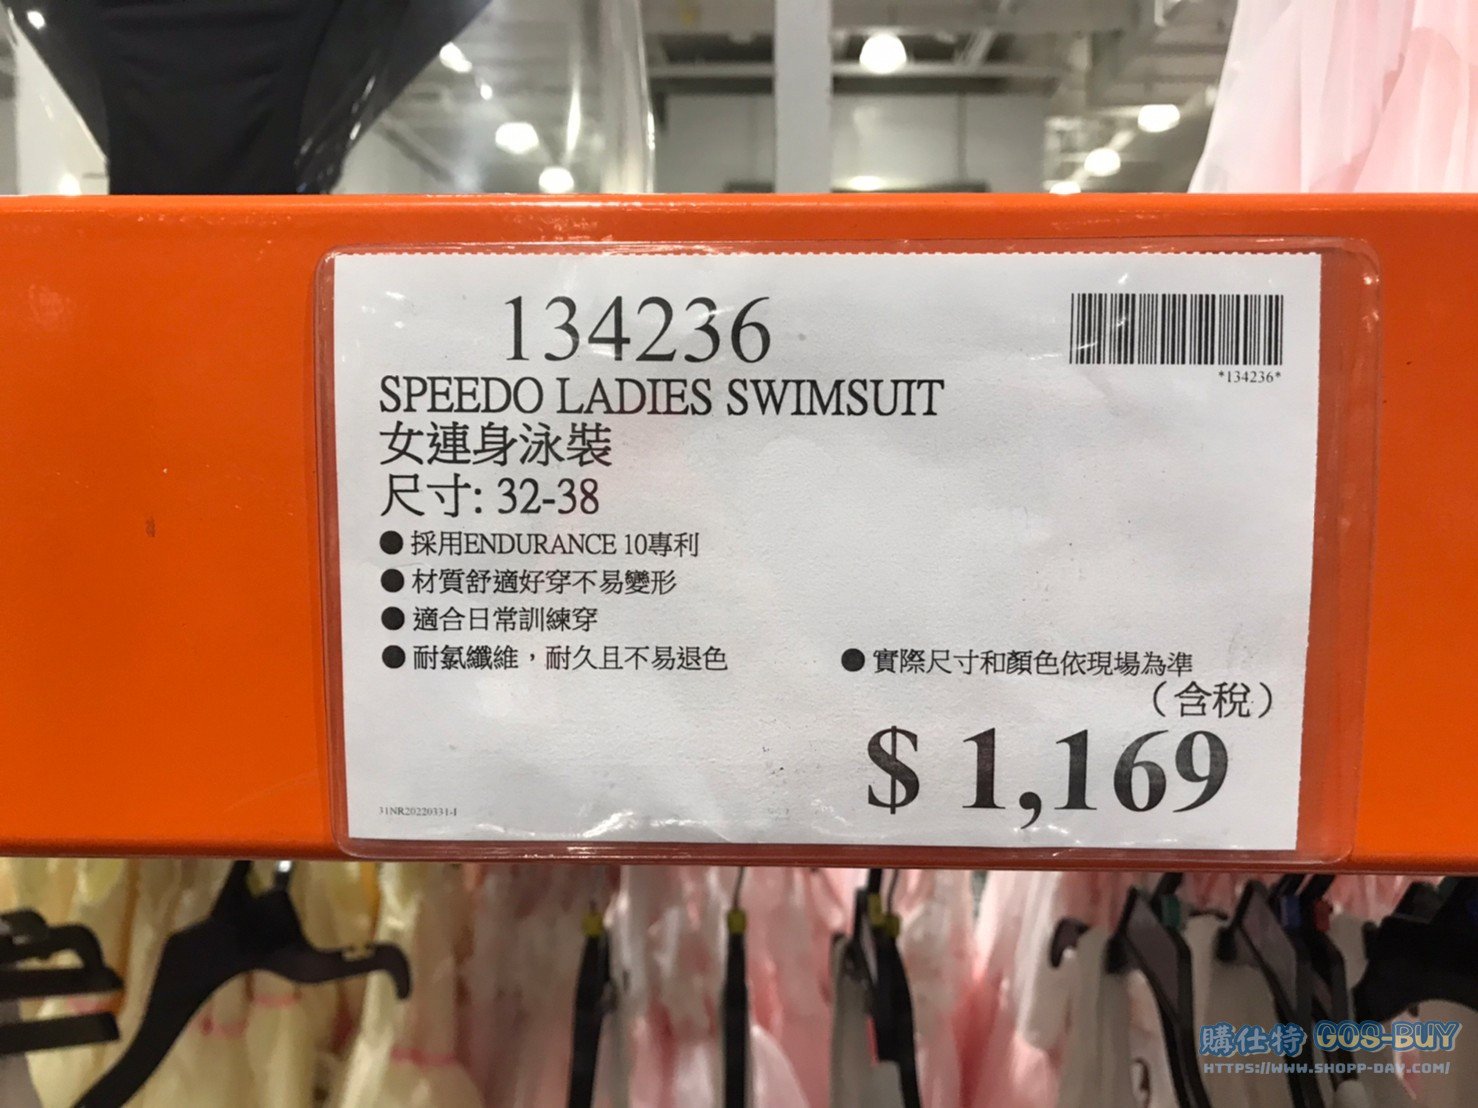 134236
*134236*
SPEEDO LADIES SWIMSUIT
女連身泳裝
尺寸: 32-38
●採用ENDURANCE 10專利
●材質舒適好穿不易變形
●適合日常訓練穿
●耐氯纖維，耐久且不易退色
●實際尺寸和顏色依現場為準
（含稅）
$ 1,169
31NR20220331-1
購仕特 GOS-BUY
HTTPS://WWW.SHOPP-DAY.COM/